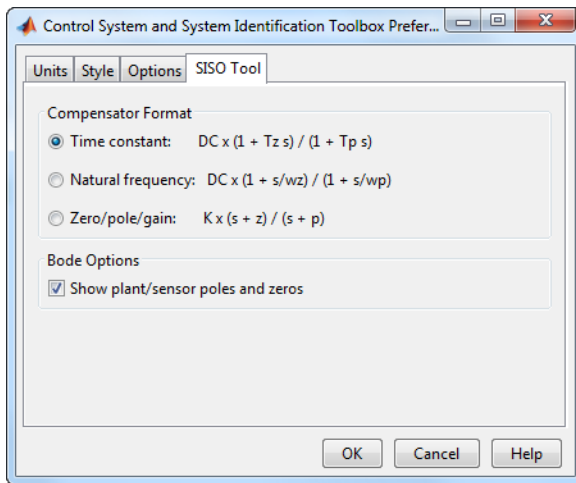 Control System and System Identification Toolbox Prefer...
Units Style Options SISO Tool
Compensator Format
Time constant: DC x (1 + Tz s) / (1 + Tp s)
Natural frequency: DC x (1 + s/wz) / (1 + s/wp)
Zero/pole/gain: K x (s + z) / (s + p)
Bode Options
Show plant/sensor poles and zeros
OK Cancel Help